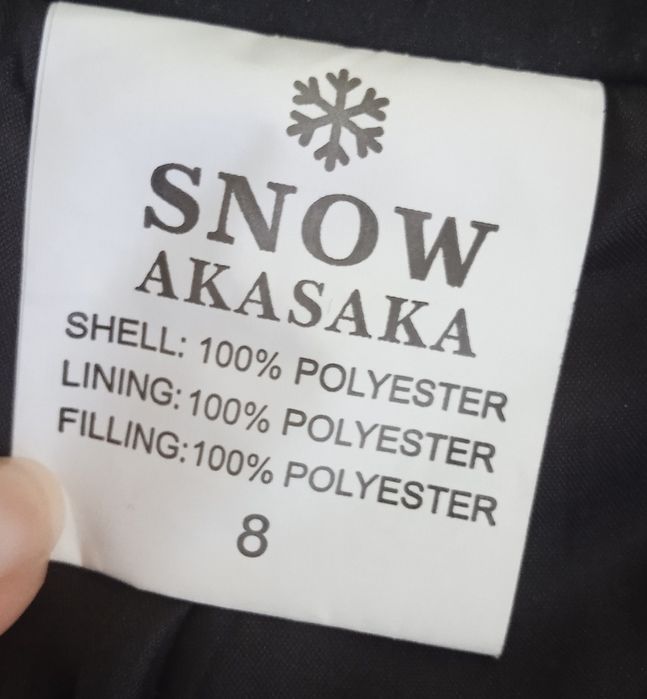 SNOW
AKASAKA
SHELL: 100% POLYESTER
LINING:100% POLYESTER
FILLING:100% POLYESTER
8